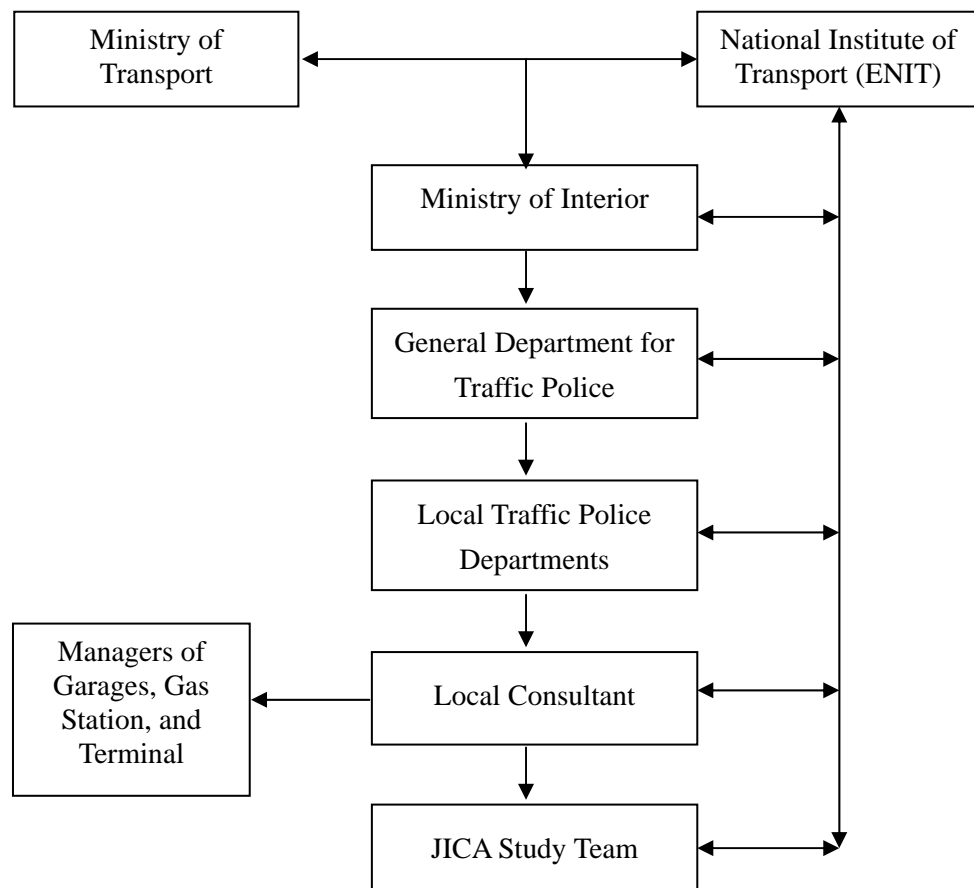 Ministry of
Transport
National Institute of
Transport (ENIT)
Ministry of Interior
General Department for
Traffic Police
Local Traffic Police
Departments
Managers of
Garages, Gas
Station, and
Terminal
Local Consultant
JICA Study Team